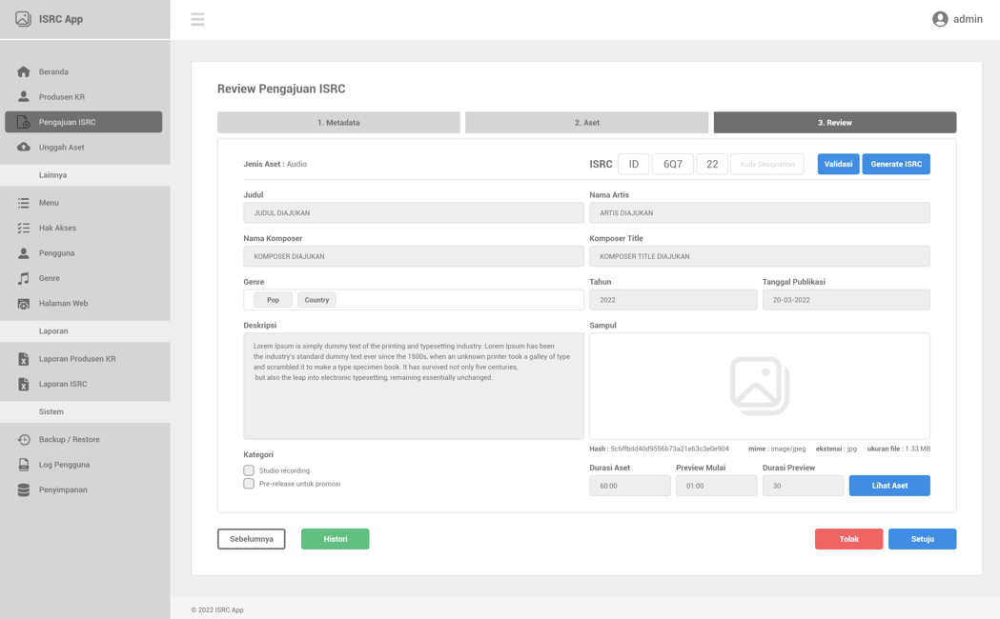 ISRC App
admin
Beranda
Produsen KR
Pengajuan ISRC
Unggah Aset
Lainnya
Menu
Hak Akses
Pengguna
Genre
Halaman Web
Laporan
Laporan Produsen KR
Laporan ISRC
Sistem
Backup / Restore
Log Pengguna
Penyimpanan
Review Pengajuan ISRC
1. Metadata
2. Aset
3. Review
Jenis Aset : Audio
ISRC ID 6Q7 22 Kode Designation
Validasi
Generate ISRC
Judul
JUDUL DIAJUKAN
Nama Artis
ARTIS DIAJUKAN
Nama Komposer
KOMPOSER DIAJUKAN
Komposer Title
KOMPOSER TITLE DIAJUKAN
Genre
Pop Country
Tahun
2022
Tanggal Publikasi
20-03-2022
Deskripsi
Lorem Ipsum is simply dummy text of the printing and typesetting industry. Lorem Ipsum has been
the industry's standard dummy text ever since the 1500s, when an unknown printer took a galley of type
and scrambled it to make a type specimen book. It has survived not only five centuries,
but also the leap into electronic typesetting, remaining essentially unchanged.
Sampul
Hash : 5c6ffbdd40d9556b73a21e63c3e0e904 mime : image/jpeg ekstensi : jpg ukuran file : 1.33 MB
Kategori
Studio recording
Pre-release untuk promosi
Durasi Aset
60:00
Preview Mulai
01:00
Durasi Preview
30
Lihat Aset
Sebelumnya
Histori
Tolak
Setuju
© 2022 ISRC App